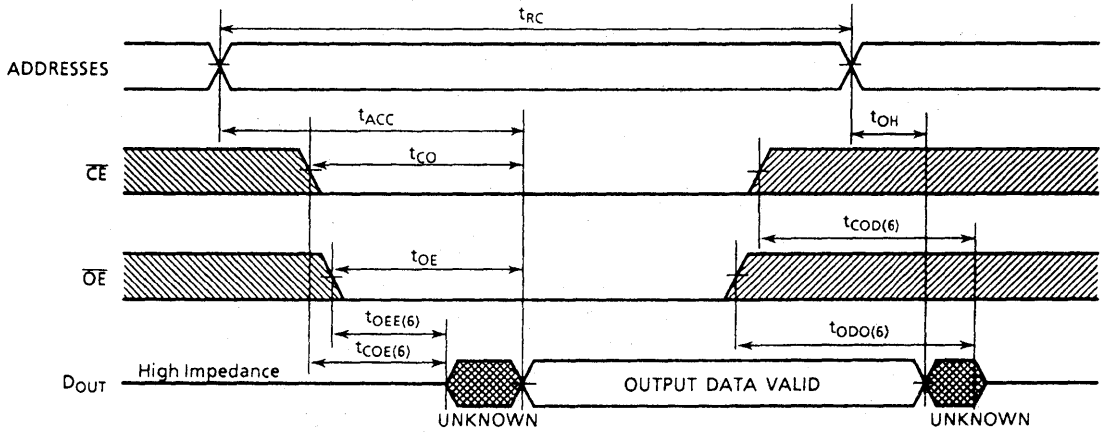 tRC
ADDRESSES
tACC
tOH
CE
tCO
tCOD(6)
OE
tOE
tOEE(6)
tODO(6)
tCOE(6)
High Impedance
DOUT
OUTPUT DATA VALID
UNKNOWN
UNKNOWN